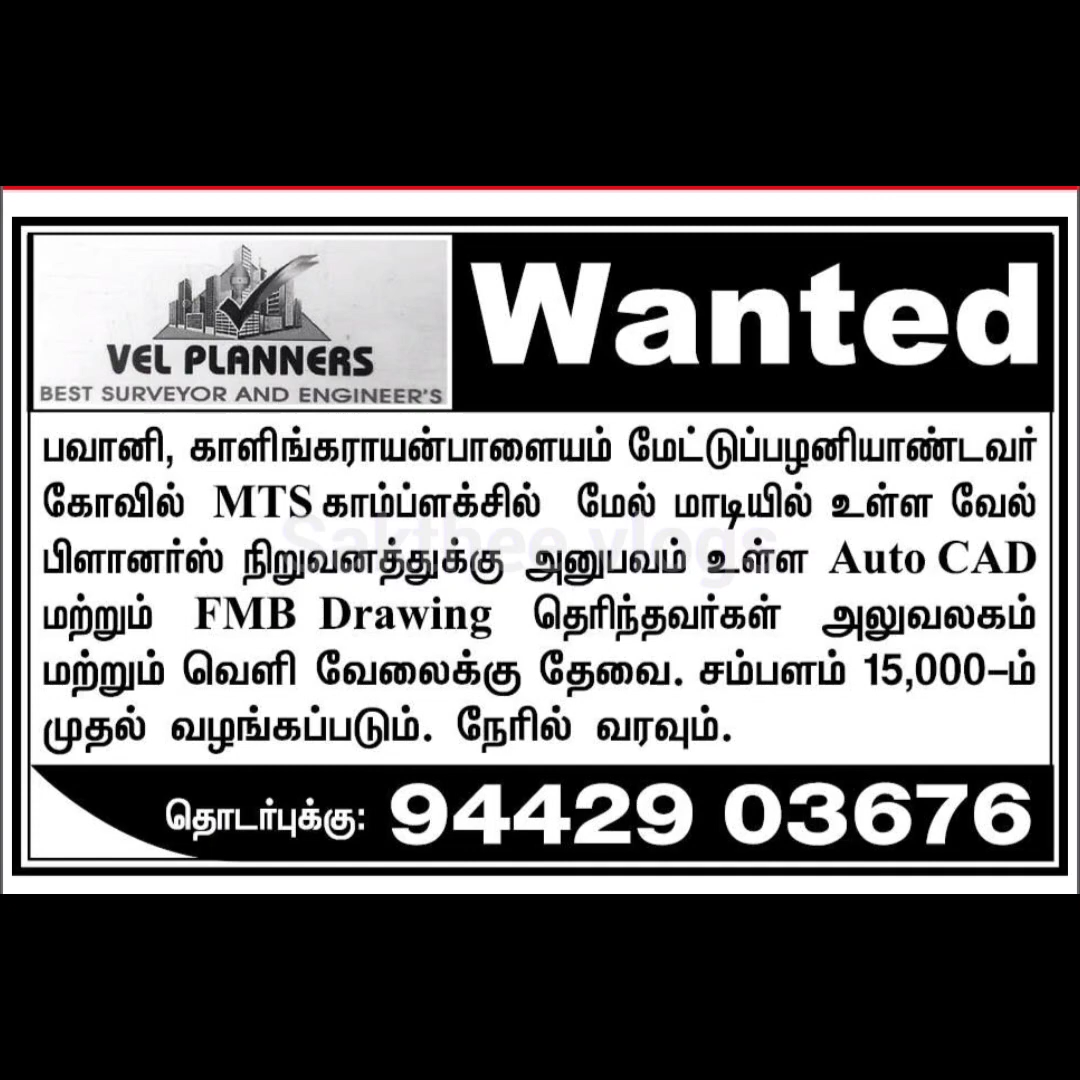 VEL PLANNERS
BEST SURVEYOR AND ENGINEER'S
Wanted
பவானி, காளிங்கராயன்பாளையம் மேட்டுப்பழனியாண்டவர்
கோவில் MTS காம்ப்ளக்சில் மேல் மாடியில் உள்ள வேல்
பிளானர்ஸ் நிறுவனத்துக்கு அனுபவம் உள்ள Auto CAD
மற்றும் FMB Drawing தெரிந்தவர்கள் அலுவலகம்
மற்றும் வெளி வேலைக்கு தேவை. சம்பளம் 15,000-ம்
முதல் வழங்கப்படும். நேரில் வரவும்.
தொடர்புக்கு: 94429 03676
Sakthee vlogs